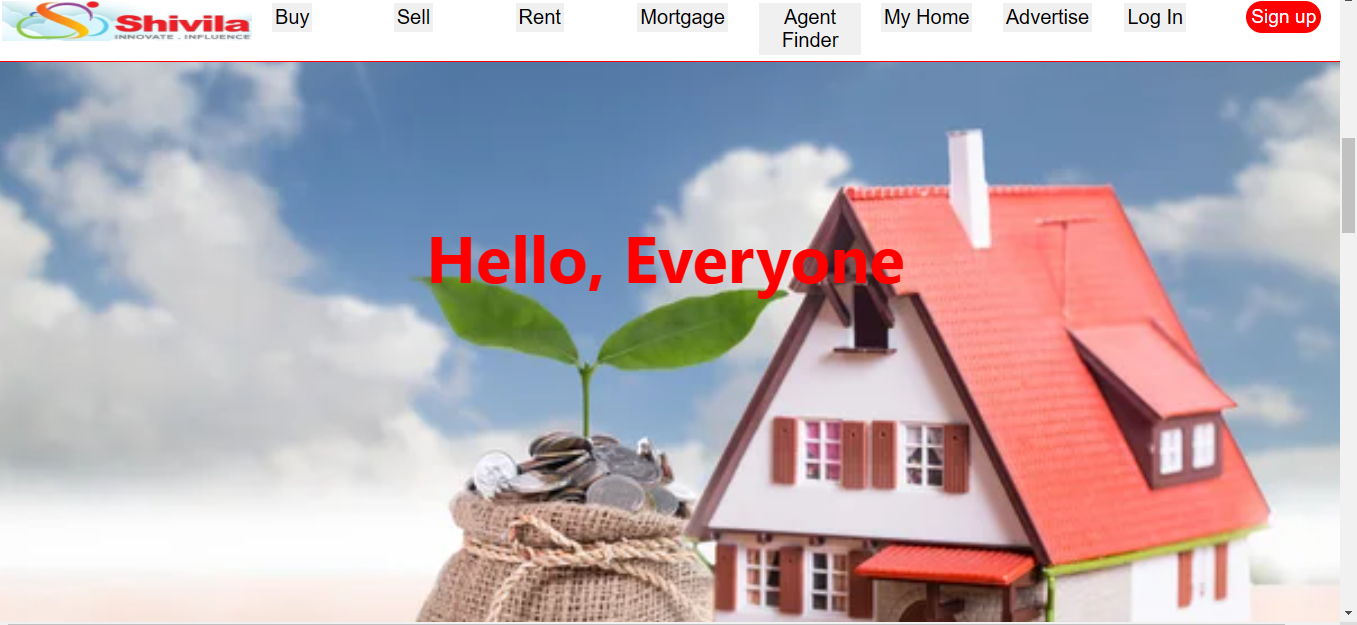 Shivila
INNOVATE . INFLUENCE
Buy
Sell
Rent
Mortgage
Agent
Finder
My Home
Advertise
Log In
Sign up
Hello, Everyone